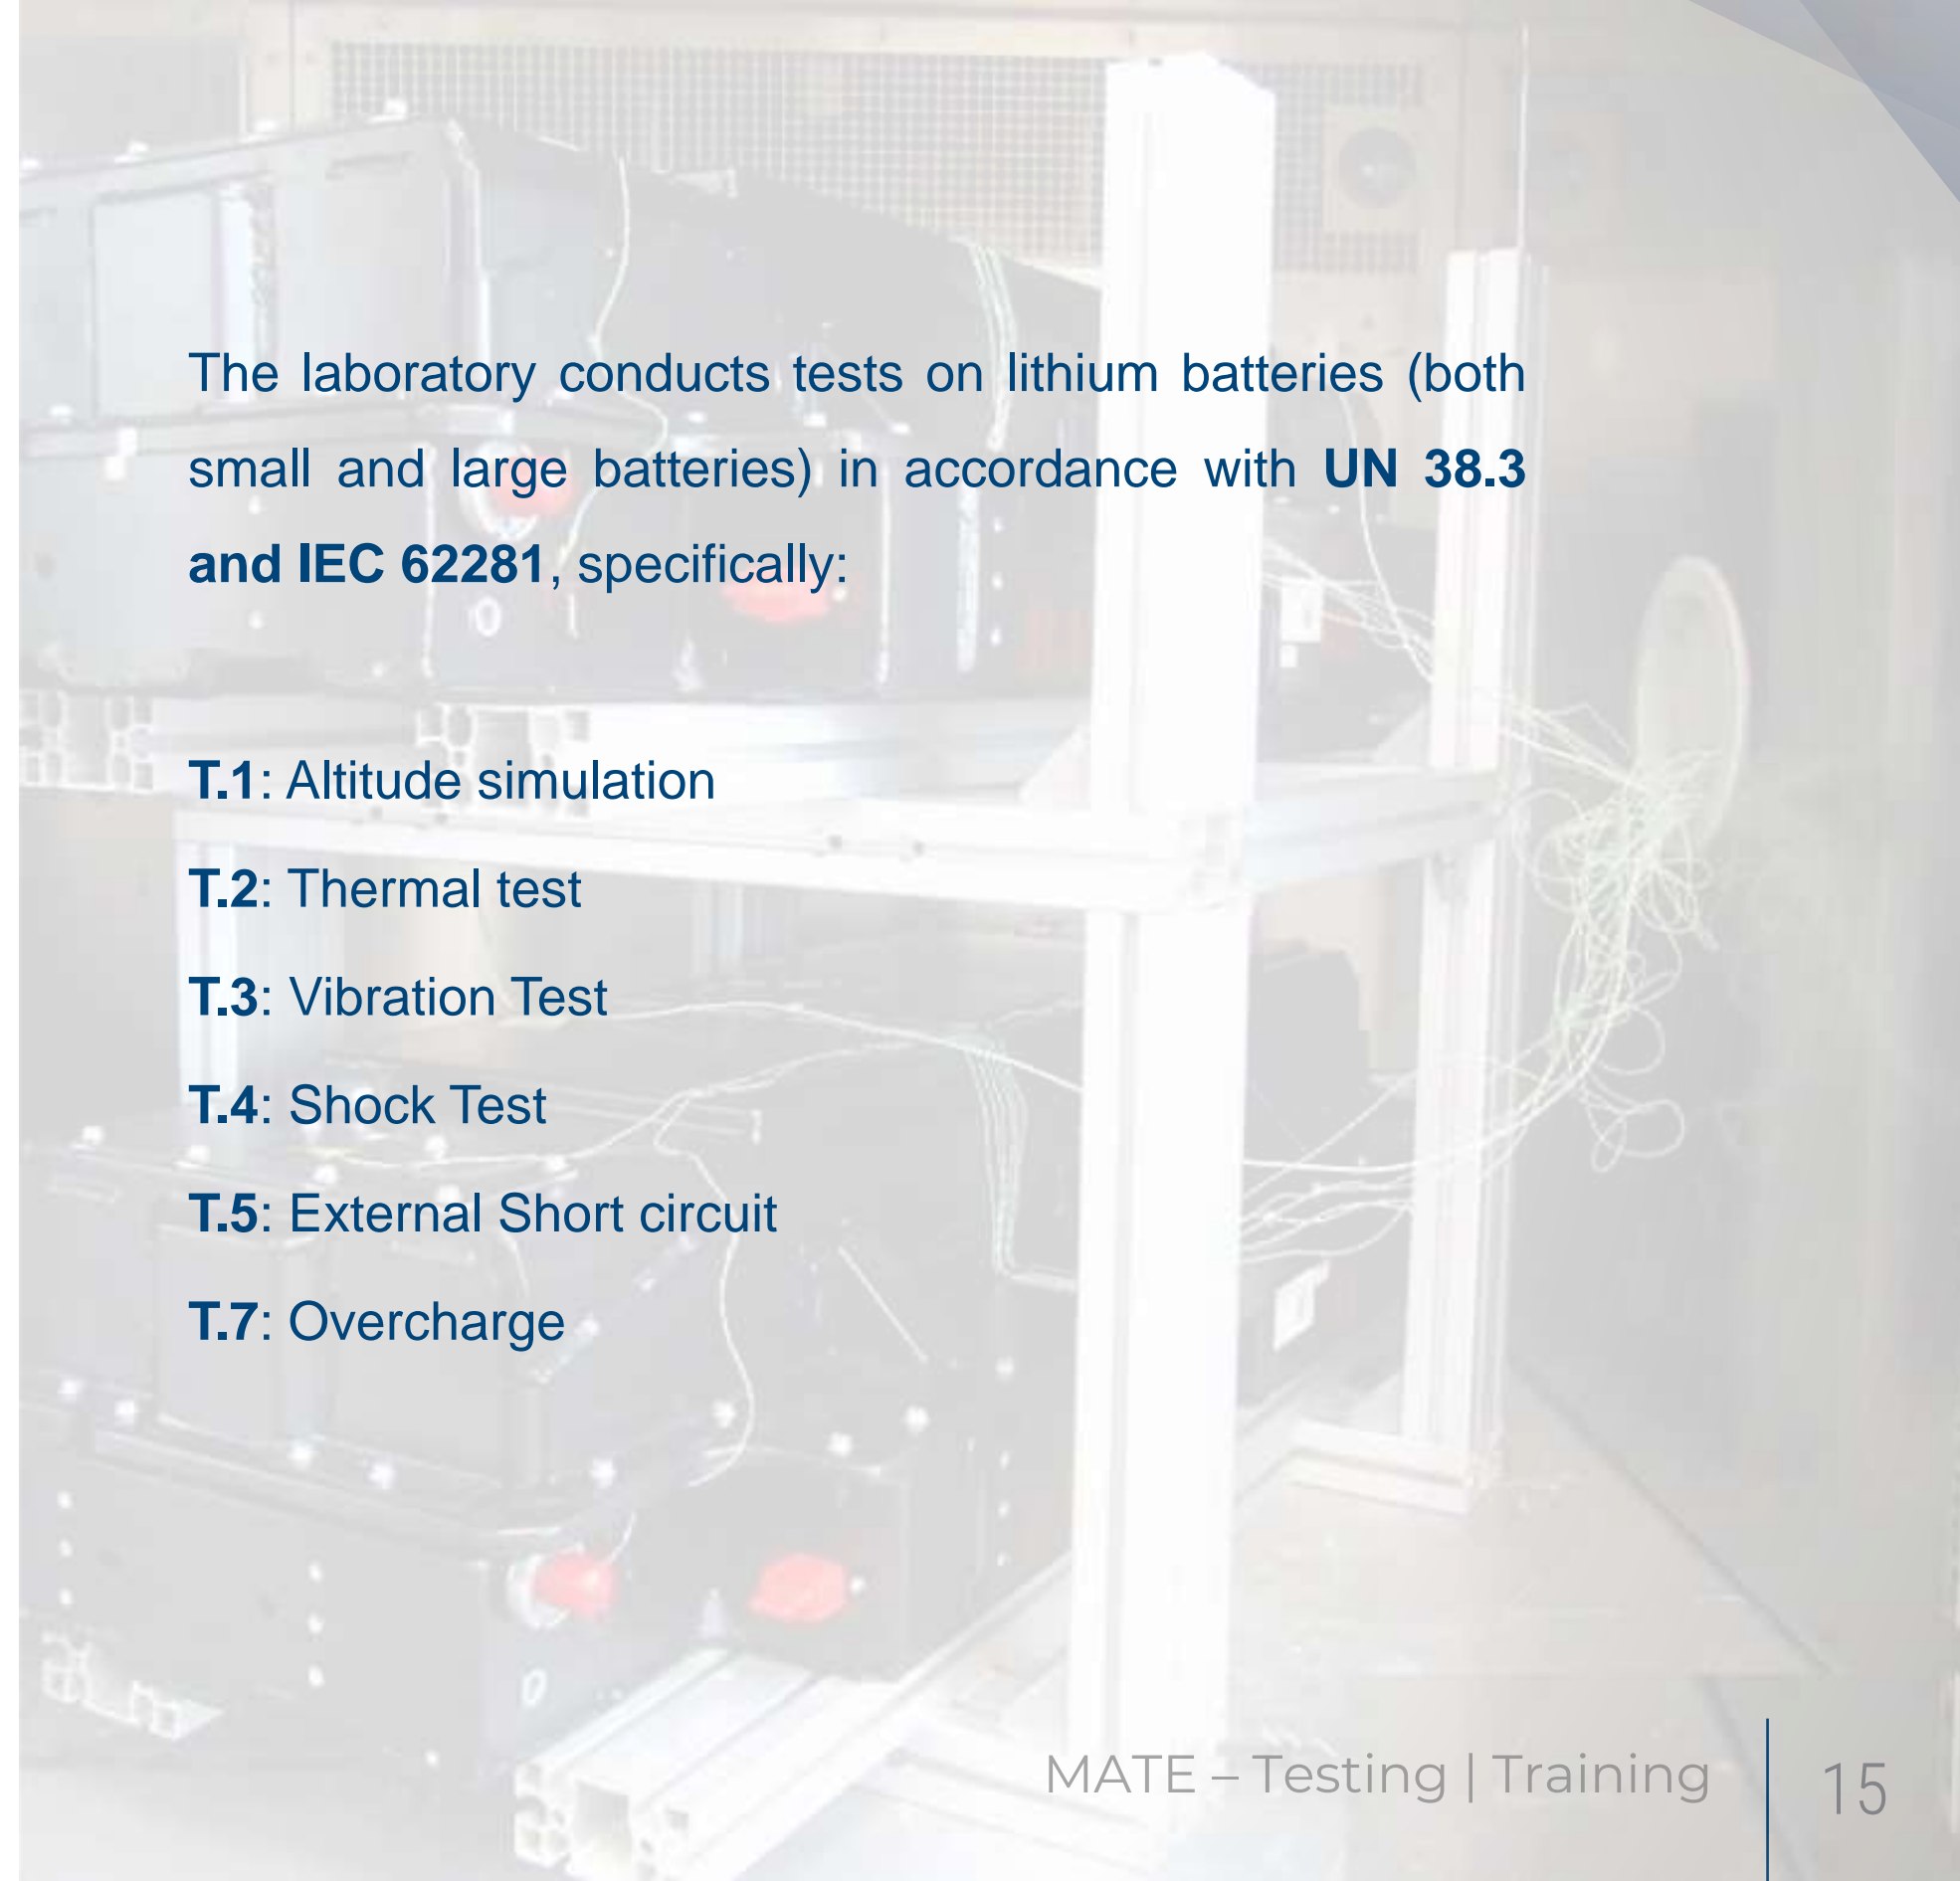 The laboratory conducts tests on lithium batteries (both
small and large batteries) in accordance with UN 38.3
and IEC 62281, specifically:
T.1: Altitude simulation
T.2: Thermal test
T.3: Vibration Test
T.4: Shock Test
T.5: External Short circuit
T.7: Overcharge
MATE – Testing | Training
15